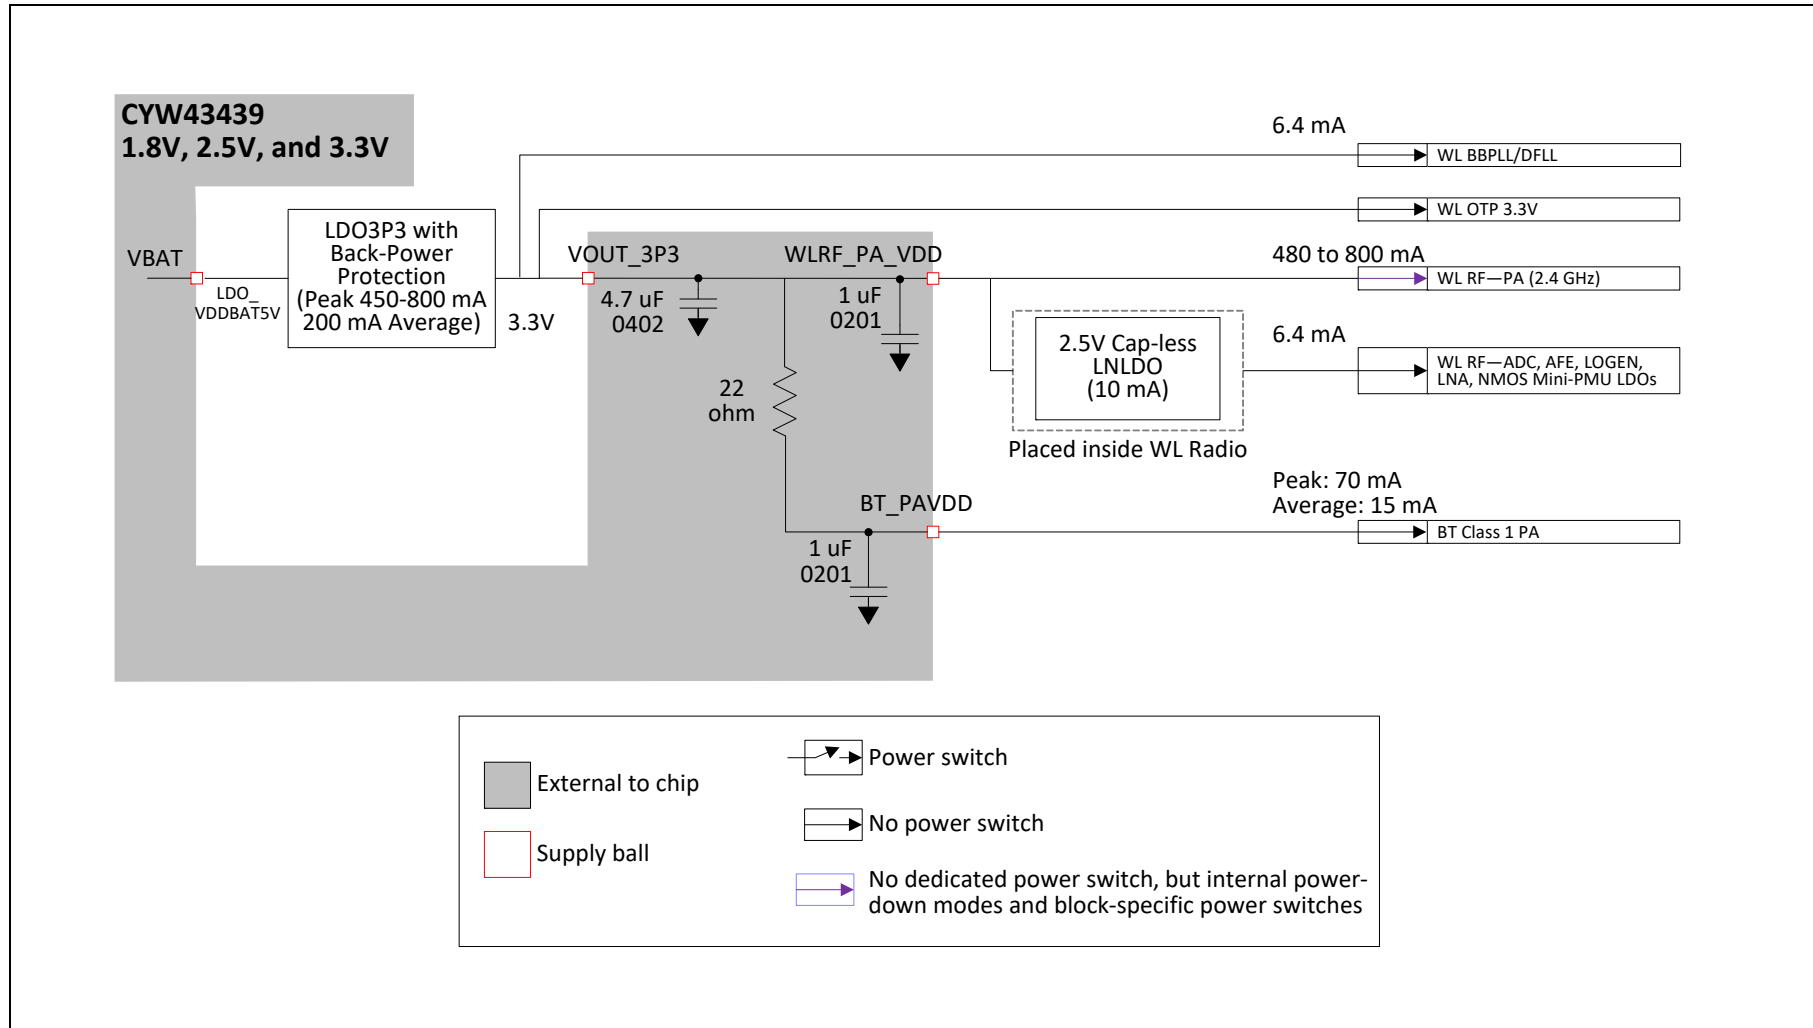 CYW43439
1.8V, 2.5V, and 3.3V
VBAT
LDO_
VDDBAT5V
LDO3P3 with
Back-Power
Protection
(Peak 450-800 mA
200 mA Average)
3.3V
VOUT_3P3
4.7 uF
0402
22
ohm
WLRF_PA_VDD
1 uF
0201
BT_PAVDD
1 uF
0201
6.4 mA
WL BBPLL/DFLL
WL OTP 3.3V
480 to 800 mA
WL RF—PA (2.4 GHz)
2.5V Cap-less
LNLDO
(10 mA)
Placed inside WL Radio
6.4 mA
WL RF—ADC, AFE, LOGEN,
LNA, NMOS Mini-PMU LDOs
Peak: 70 mA
Average: 15 mA
BT Class 1 PA
External to chip
Supply ball
Power switch
No power switch
No dedicated power switch, but internal power-
down modes and block-specific power switches